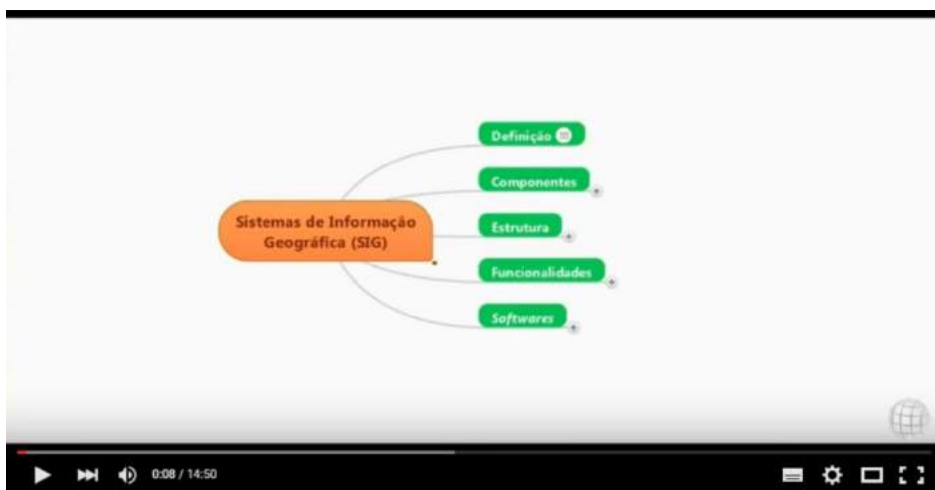 Definição
Componentes
Sistemas de Informação
Geográfica (SIG)
Estrutura
Funcionalidades
Softwares
0:08 / 14:50